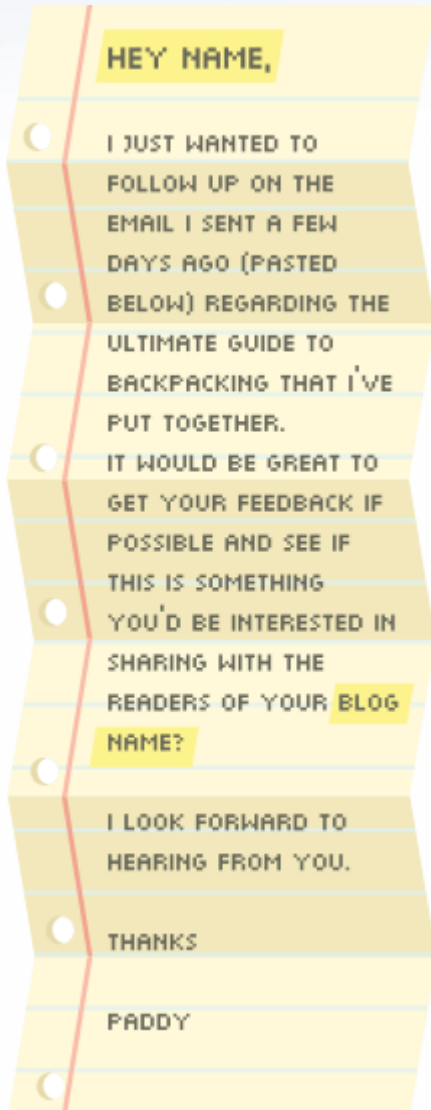 HEY NAME,
I JUST WANTED TO
FOLLOW UP ON THE
EMAIL I SENT A FEW
DAYS AGO (PASTED
BELOW) REGARDING THE
ULTIMATE GUIDE TO
BACKPACKING THAT I'VE
PUT TOGETHER.
IT WOULD BE GREAT TO
GET YOUR FEEDBACK IF
POSSIBLE AND SEE IF
THIS IS SOMETHING
YOU'D BE INTERESTED IN
SHARING WITH THE
READERS OF YOUR BLOG
NAME?
I LOOK FORWARD TO
HEARING FROM YOU.
THANKS
PADDY